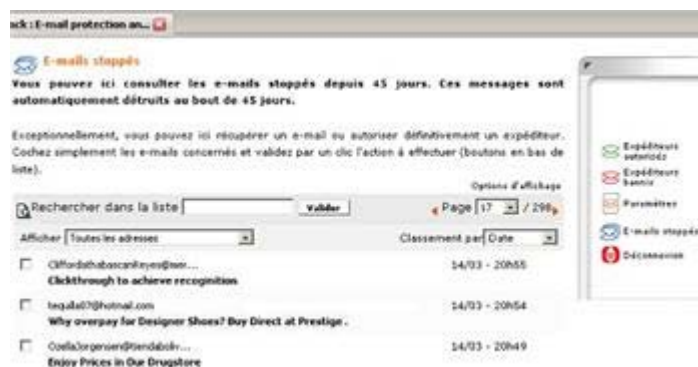 ock : E-mail protection an...
E-mails stoppés
Vous pouvez ici consulter les e-mails stoppés depuis 45 jours. Ces messages sont
automatiquement détruits au bout de 45 jours.
Exceptionnellement, vous pouvez ici récupérer un e-mail ou autoriser définitivement un expéditeur.
Cochez simplement les e-mails concernés et validez par un clic l'action à effectuer (boutons en bas de
liste).
Options d'affichage
Rechercher dans la liste Valider Page 17 / 298
Afficher Toutes les adresses Classement par Date
14/03 - 20h55
Clickthrough to achieve recoginition
tequila07@hotmail.com 14/03 - 20h54
Why overpay for Designer Shoes? Buy Direct at Prestige .
14/03 - 20h49
Enjoy Prices in Our Drugstore
Expéditeurs
autorisés
Expéditeurs
bannis
Paramètres
E-mails stoppés
Déconnexion